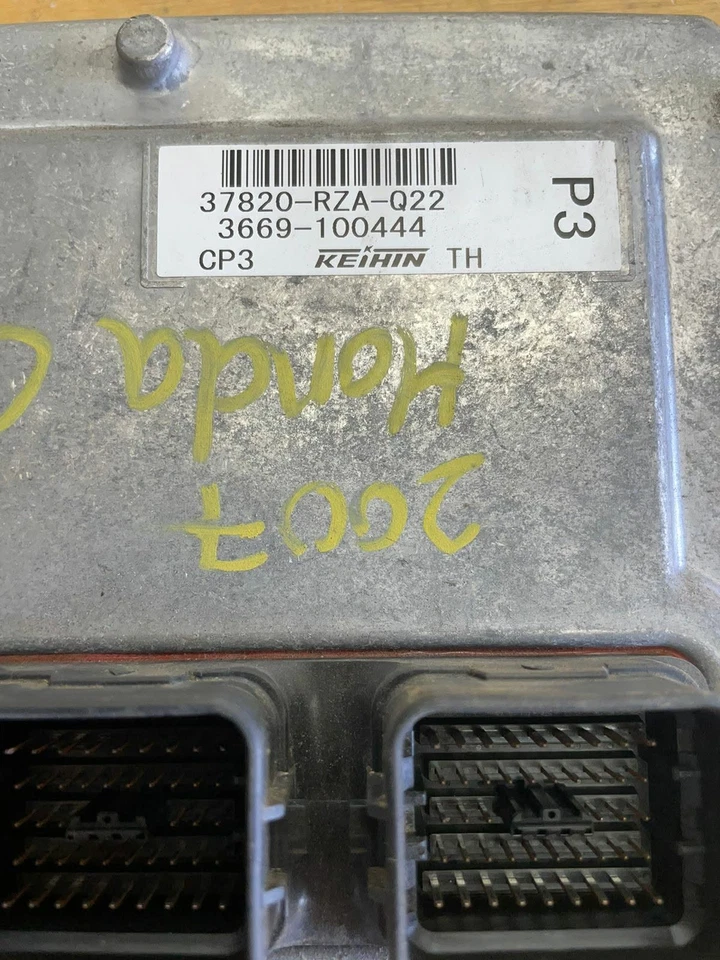 37820-RZA-Q22
3669-100444
CP3 KEIHIN TH
P3
2007
Honda C